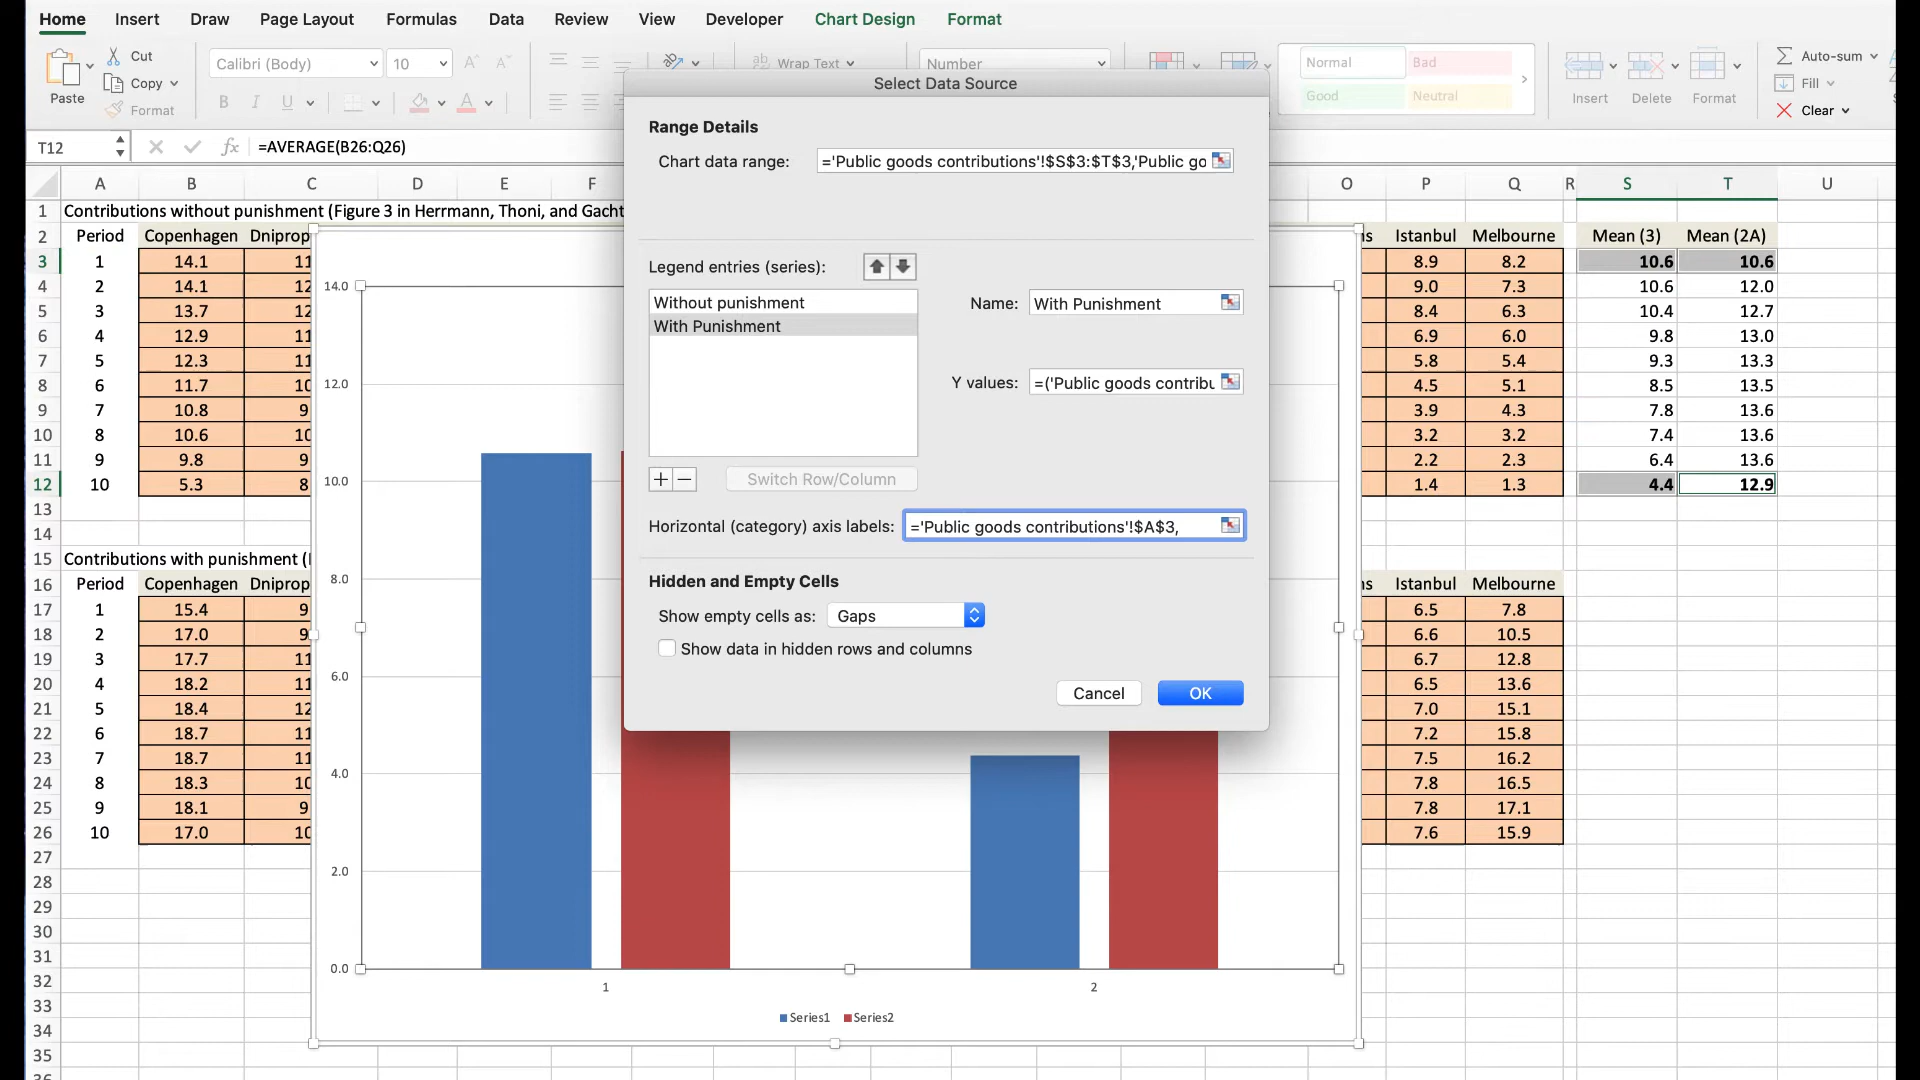 Home Insert Draw Page Layout Formulas Data Review View Developer Chart Design Format
Cut
Copy
Format
Paste
Calibri (Body) 10
B I U
Wrap Text
Number
Normal Bad
Good Neutral
Insert Delete Format
Auto-sum
Fill
Clear
T12 fx =AVERAGE(B26:Q26)
A B C D E F O P Q R S T U
1 Contributions without punishment (Figure 3 in Herrmann, Thoni, and Gacht
2 Period Copenhagen Dniprop Istanbul Melbourne Mean (3) Mean (2A)
3 1 14.1 11 8.9 8.2 10.6 10.6
4 2 14.1 12 9.0 7.3 10.6 12.0
5 3 13.7 12 8.4 6.3 10.4 12.7
6 4 12.9 11 6.9 6.0 9.8 13.0
7 5 12.3 11 5.8 5.4 9.3 13.3
8 6 11.7 10 4.5 5.1 8.5 13.5
9 7 10.8 9 3.9 4.3 7.8 13.6
10 8 10.6 10 3.2 3.2 7.4 13.6
11 9 9.8 9 2.2 2.3 6.4 13.6
12 10 5.3 8 1.4 1.3 4.4 12.9
13
14
15 Contributions with punishment (
16 Period Copenhagen Dniprop Istanbul Melbourne
17 1 15.4 9 6.5 7.8
18 2 17.0 9 6.6 10.5
19 3 17.7 11 6.7 12.8
20 4 18.2 11 6.5 13.6
21 5 18.4 12 7.0 15.1
22 6 18.7 11 7.2 15.8
23 7 18.7 11 7.5 16.2
24 8 18.3 10 7.8 16.5
25 9 18.1 9 7.8 17.1
26 10 17.0 10 7.6 15.9
27
28
29
30
31
32
33
34
35
14.0
12.0
10.0
8.0
6.0
4.0
2.0
0.0
1 2
Series1 Series2
Select Data Source
Range Details
Chart data range: ='Public goods contributions'!$S$3:$T$3,'Public go
Legend entries (series):
Without punishment
With Punishment
Name: With Punishment
Y values: =('Public goods contribu
+ − Switch Row/Column
Horizontal (category) axis labels: ='Public goods contributions'!$A$3,
Hidden and Empty Cells
Show empty cells as: Gaps
Show data in hidden rows and columns
Cancel OK